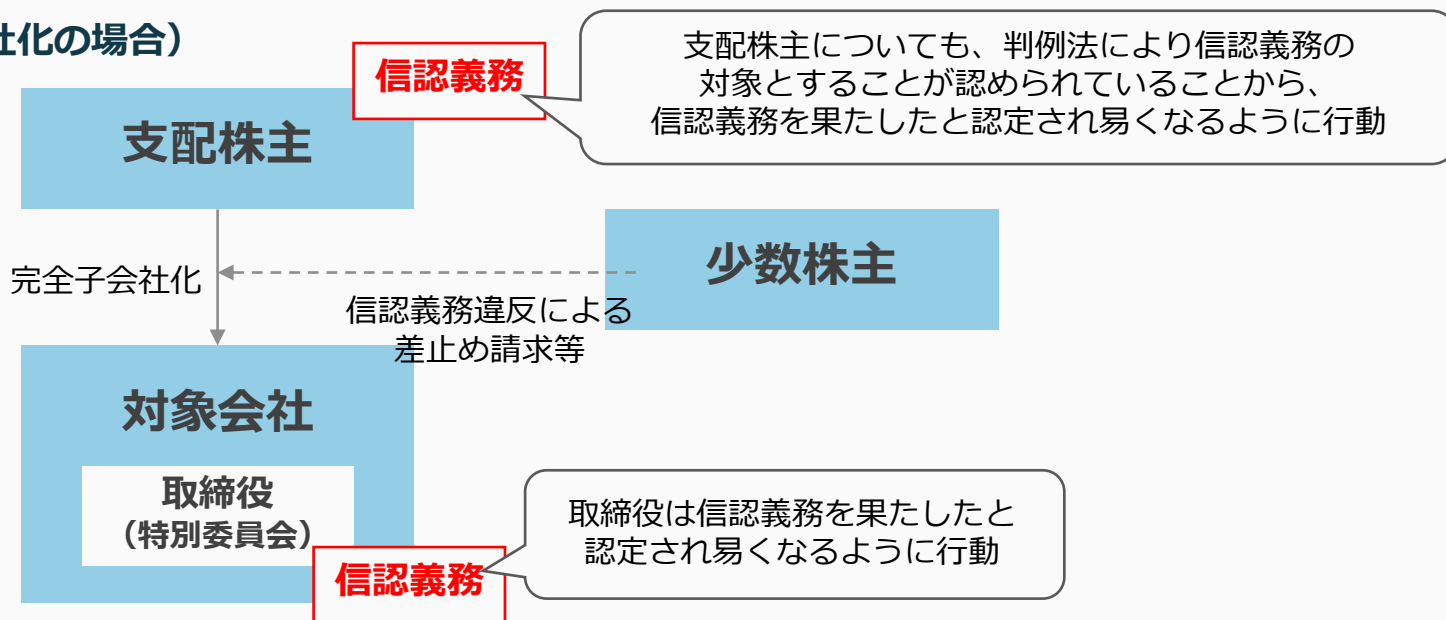 社化の場合）
信認義務
支配株主についても、判例法により信認義務の
対象とすることが認められていることから、
信認義務を果たしたと認定され易くなるように行動
支配株主
少数株主
完全子会社化
信認義務違反による
差止め請求等
対象会社
取締役
（特別委員会）
信認義務
取締役は信認義務を果たしたと
認定され易くなるように行動